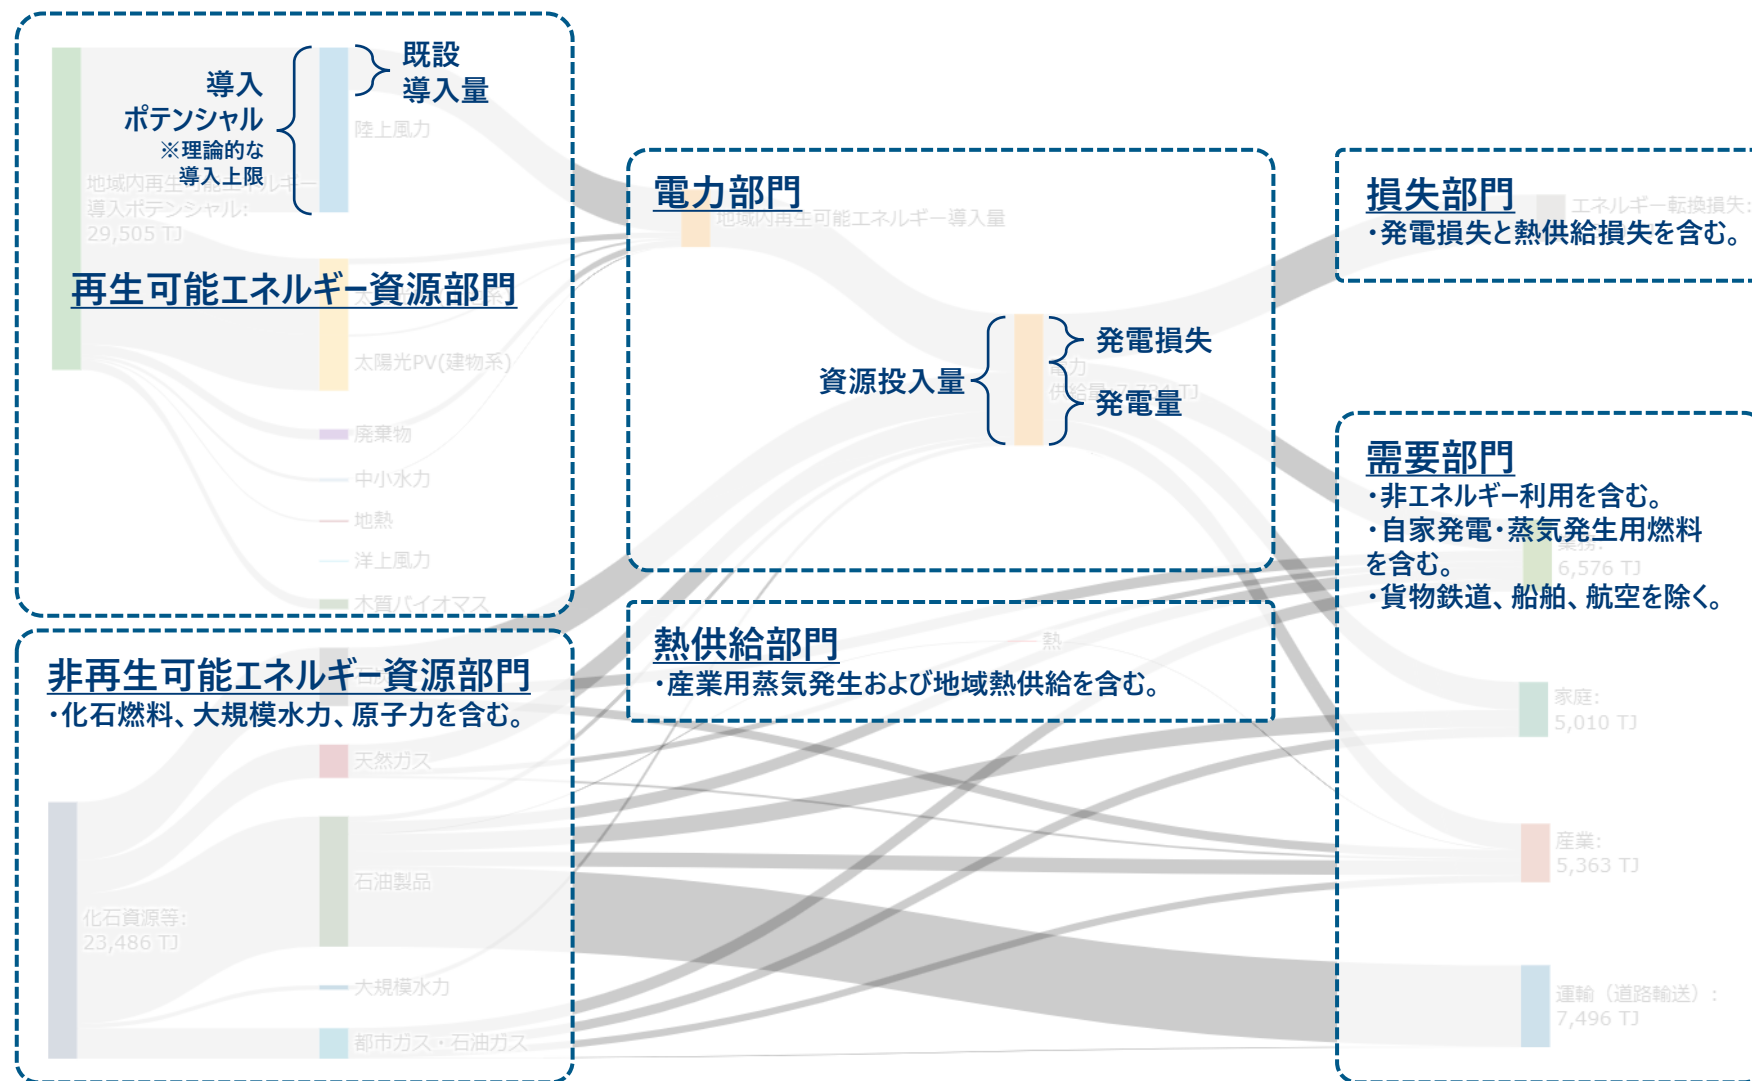 導入
ポテンシャル
※理論的な
導入上限
既設
導入量
陸上風力
地域内再生可能エネルギー
導入ポテンシャル:
29,505 TJ
再生可能エネルギー資源部門
太陽光PV(建物系)
廃棄物
中小水力
地熱
洋上風力
木質バイオマス
非再生可能エネルギー資源部門
・化石燃料、大規模水力、原子力を含む。
天然ガス
石油製品
化石資源等:
23,486 TJ
大規模水力
都市ガス・石油ガス
電力部門
地域内再生可能エネルギー導入量
資源投入量
発電損失
発電量
電力
供給量: 7,734 TJ
熱供給部門
・産業用蒸気発生および地域熱供給を含む。
熱
損失部門
エネルギー転換損失:
・発電損失と熱供給損失を含む。
需要部門
・非エネルギー利用を含む。
・自家発電・蒸気発生用燃料
を含む。
・貨物鉄道、船舶、航空を除く。
業務:
6,576 TJ
家庭:
5,010 TJ
産業:
5,363 TJ
運輸（道路輸送）:
7,496 TJ